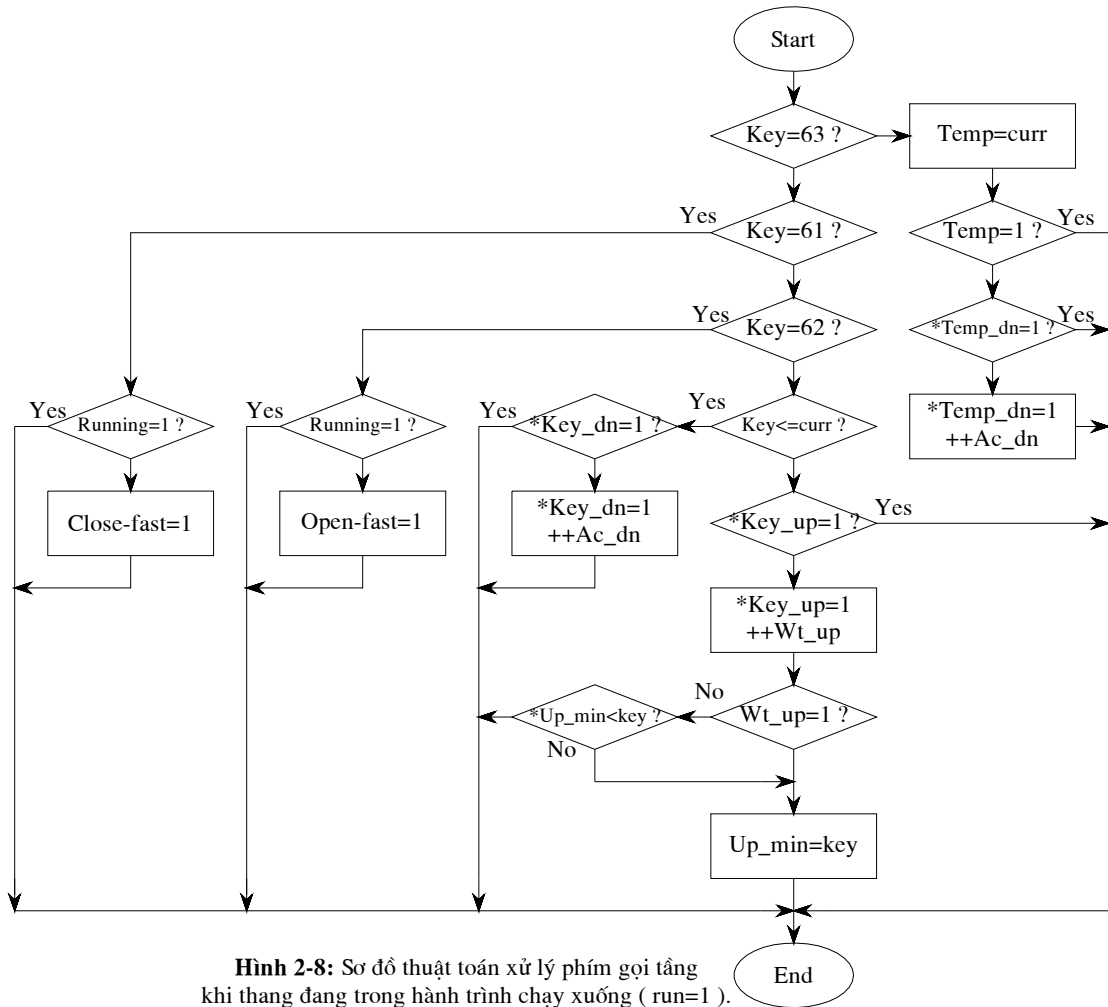 Start
Key=63 ?
Temp=curr
Yes
Key=61 ?
Temp=1 ?
Yes
Yes
Key=62 ?
*Temp_dn=1 ?
Yes
Yes
Running=1 ?
Yes
Running=1 ?
Yes
*Key_dn=1 ?
Yes
Key<=curr ?
*Temp_dn=1
++Ac_dn
Close-fast=1
Open-fast=1
*Key_dn=1
++Ac_dn
*Key_up=1 ?
Yes
*Key_up=1
++Wt_up
*Up_min<key ?
No
Wt_up=1 ?
No
Up_min=key
Hình 2-8: Sơ đồ thuật toán xử lý phím gọi tầng
khi thang đang trong hành trình chạy xuống ( run=1 ).
End